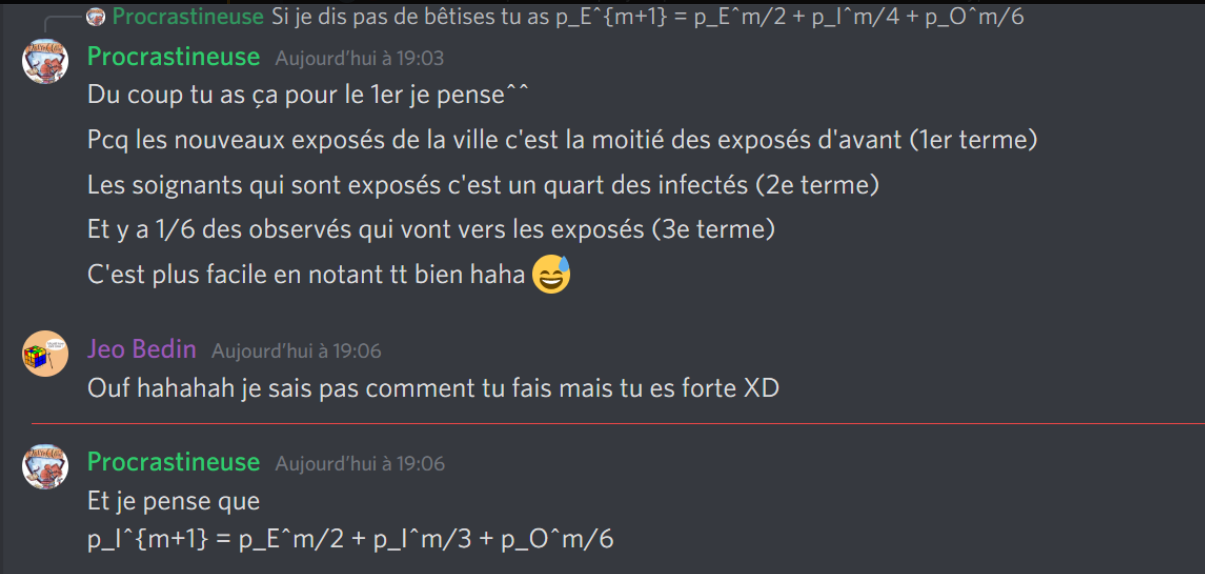 Procrastineuse Si je dis pas de bêtises tu as p_E^{m+1} = p_E^m/2 + p_I^m/4 + p_O^m/6
Procrastineuse Aujourd'hui à 19:03
Du coup tu as ça pour le 1er je pense^^
Pcq les nouveaux exposés de la ville c'est la moitié des exposés d'avant (1er terme)
Les soignants qui sont exposés c'est un quart des infectés (2e terme)
Et y a 1/6 des observés qui vont vers les exposés (3e terme)
C'est plus facile en notant tt bien haha 😅
Jeo Bedin Aujourd'hui à 19:06
Ouf hahahah je sais pas comment tu fais mais tu es forte XD
Procrastineuse Aujourd'hui à 19:06
Et je pense que
p_I^{m+1} = p_E^m/2 + p_I^m/3 + p_O^m/6